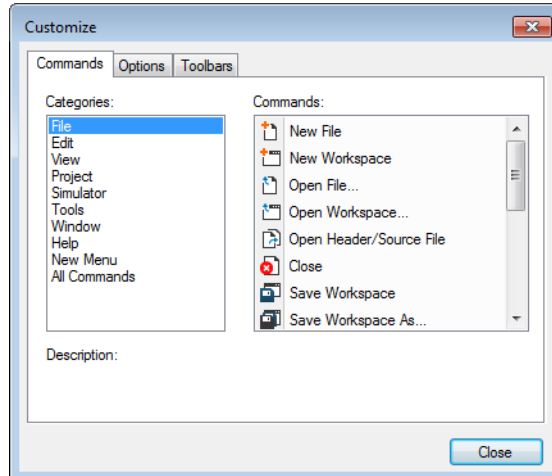 Customize
Commands
Options
Toolbars
Categories:
File
Edit
View
Project
Simulator
Tools
Window
Help
New Menu
All Commands
Commands:
New File
New Workspace
Open File...
Open Workspace...
Open Header/Source File
Close
Save Workspace
Save Workspace As...
Description:
Close